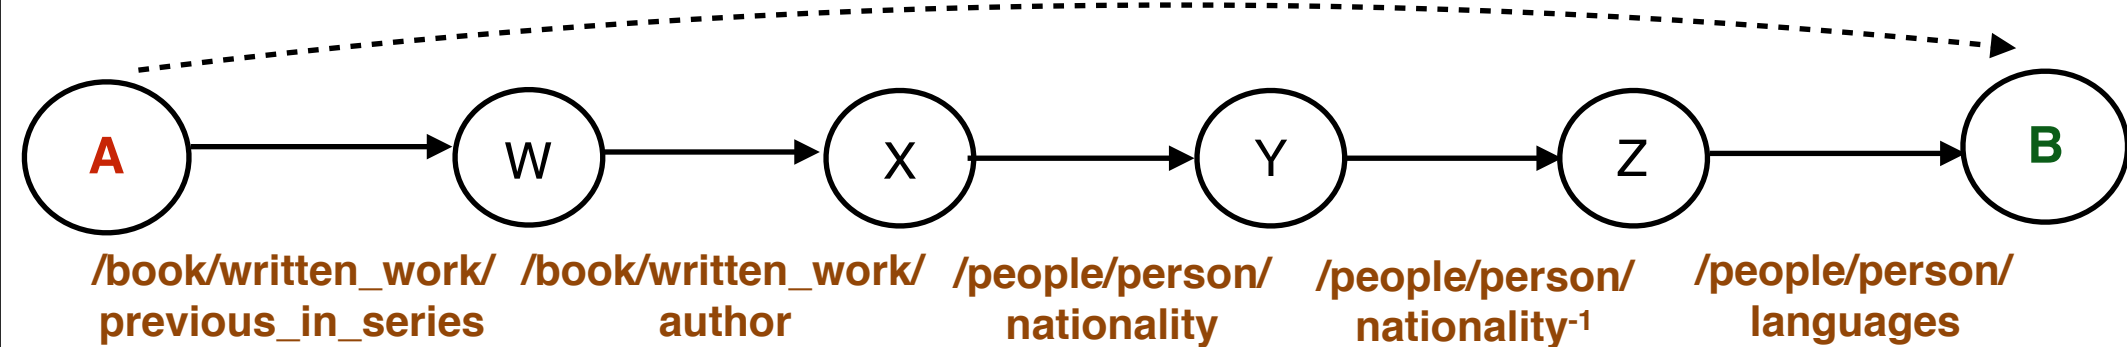 A W X Y Z B
/book/written_work/ /book/written_work/ /people/person/ /people/person/ /people/person/
previous_in_series author nationality nationality-1 languages